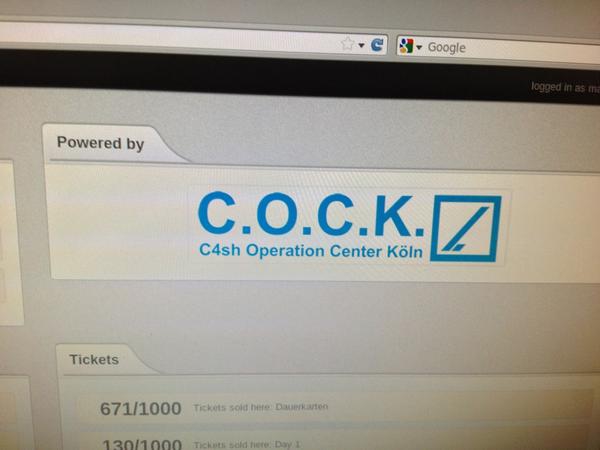 Google
logged in as
Powered by
C.O.C.K.
C4sh Operation Center Köln
Tickets
671/1000 Tickets sold here: Dauerkarten
130/1000 Tickets sold here: Day 1